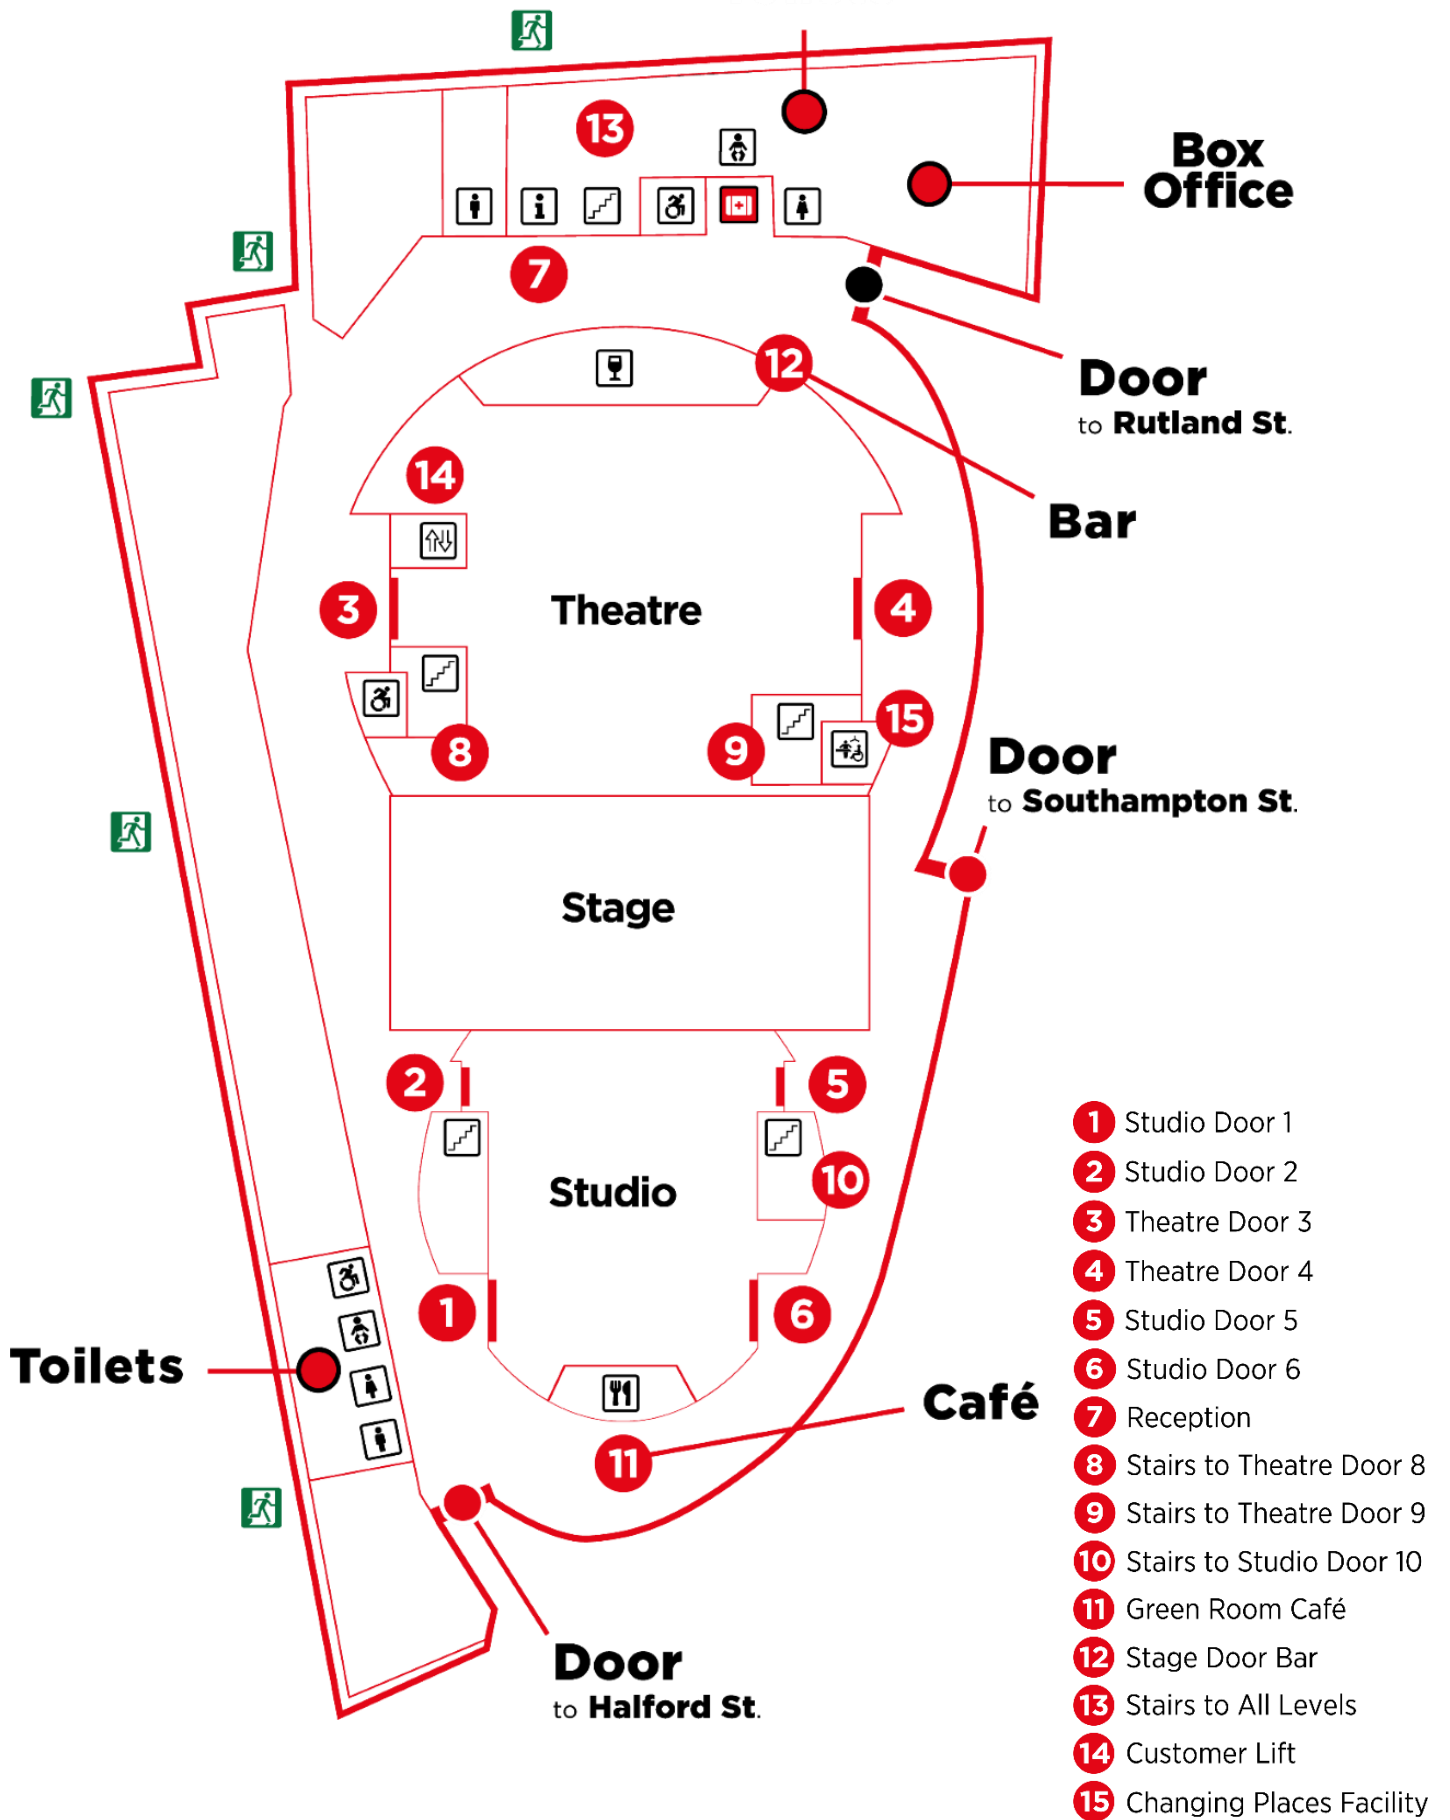 13
Box
Office
7
12
Door
to Rutland St.
14
Bar
3
Theatre
4
15
8
9
Door
to Southampton St.
Stage
2
5
1 Studio Door 1
10
2 Studio Door 2
Studio
3 Theatre Door 3
4 Theatre Door 4
1
6
5 Studio Door 5
Toilets
6 Studio Door 6
Café
7 Reception
11
8 Stairs to Theatre Door 8
9 Stairs to Theatre Door 9
10 Stairs to Studio Door 10
11 Green Room Café
Door
to Halford St.
12 Stage Door Bar
13 Stairs to All Levels
14 Customer Lift
15 Changing Places Facility